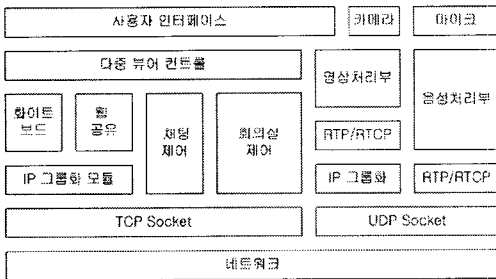 사용자 인터페이스
카메라
마이크
다중 뷰어 컨트롤
영상처리부
음성처리부
화이트
보드
웹
공유
채팅
제어
회의실
제어
RTP/RTCP
IP 그룹화 모듈
IP 그룹화
RTP/RTCP
TCP Socket
UDP Socket
네트워크